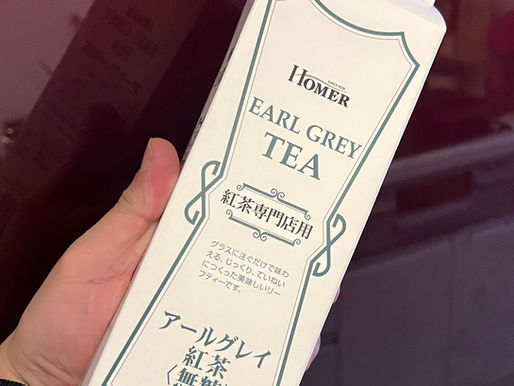 HOMER
EARL GREY
TEA
紅茶専門店用
グラスに注ぐだけで味わ
える、じっくり、ていねい
につくった美味しいリー
フティーです。
アールグレイ
紅茶
〈無糖